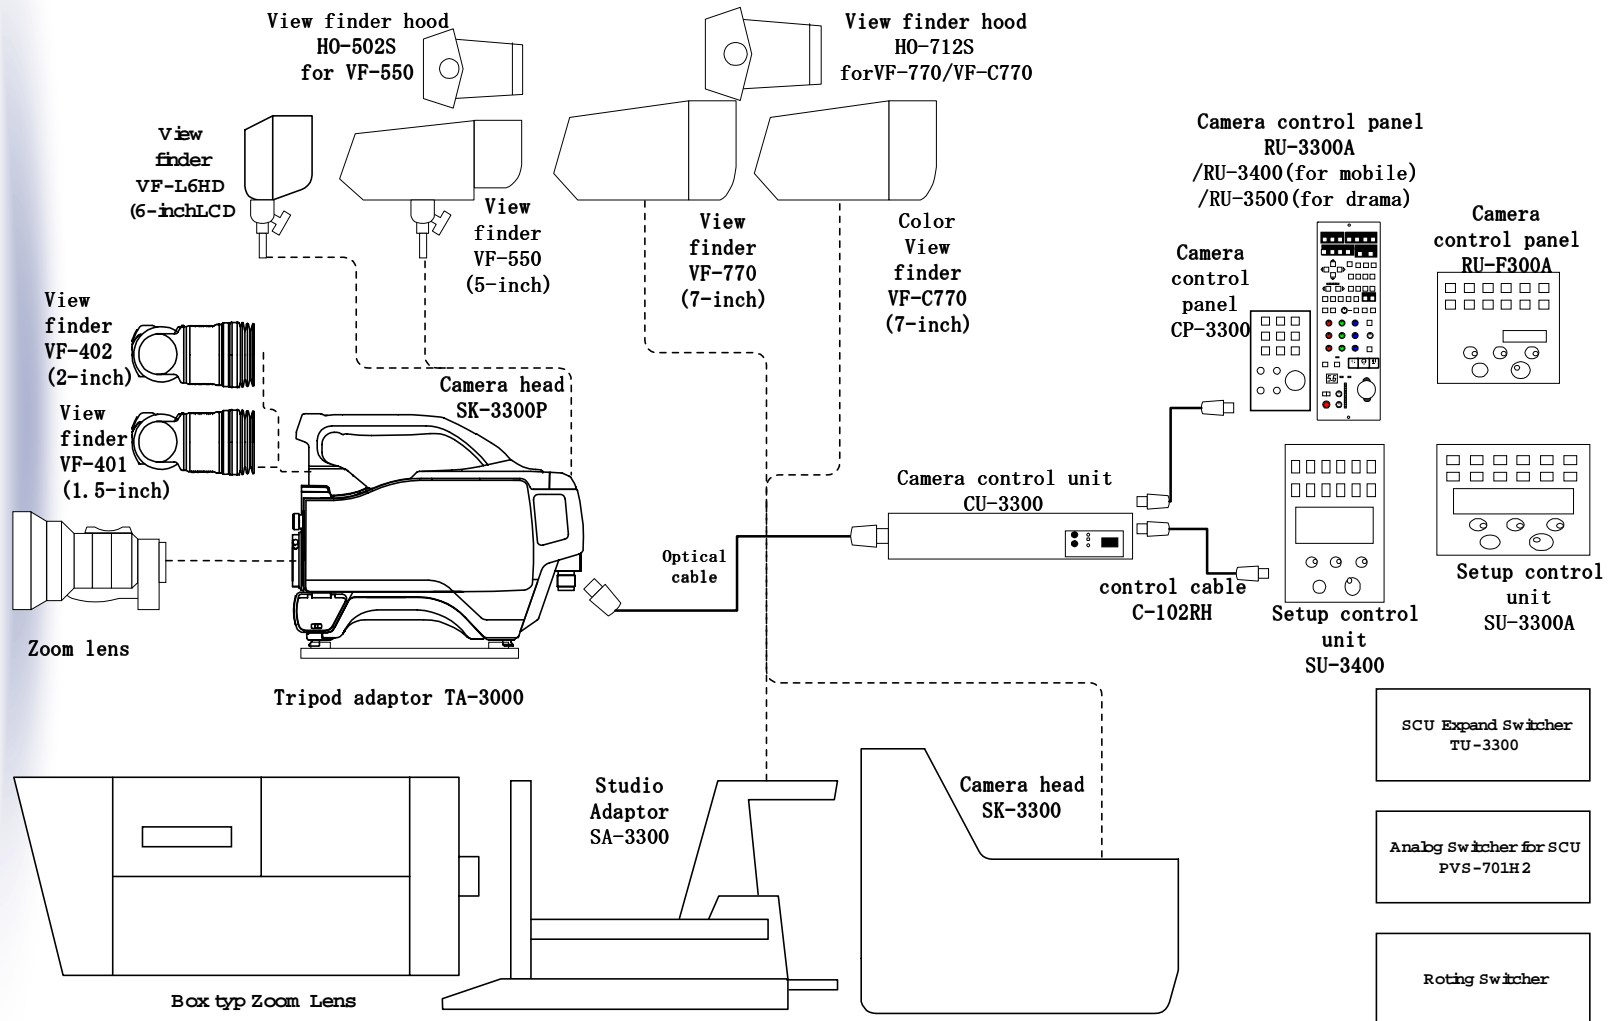 View finder hood
HO-502S
for VF-550
View finder hood
HO-712S
forVF-770/VF-C770
View
finder
VF-L6HD
(6-inchLCD
View
finder
VF-550
(5-inch)
View
finder
VF-770
(7-inch)
Color
View
finder
VF-C770
(7-inch)
Camera control panel
RU-3300A
/RU-3400(for mobile)
/RU-3500(for drama)
Camera
control
panel
CP-3300
Camera
control panel
RU-F300A
View
finder
VF-402
(2-inch)
View
finder
VF-401
(1.5-inch)
Camera head
SK-3300P
Camera control unit
CU-3300
Optical
cable
control cable
C-102RH
Setup control
unit
SU-3400
Setup control
unit
SU-3300A
Zoom lens
Tripod adaptor TA-3000
SCU Expand Switcher
TU-3300
Analog Switcher for SCU
PVS-701H2
Roting Switcher
Studio
Adaptor
SA-3300
Camera head
SK-3300
Box typ Zoom Lens